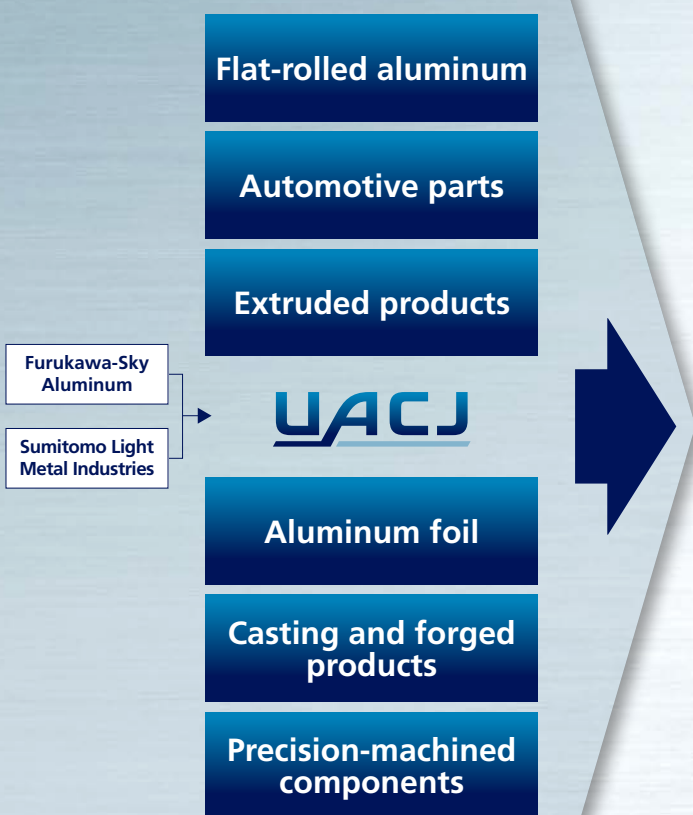 Flat-rolled aluminum
Automotive parts
Extruded products
Furukawa-Sky
Aluminum
UACJ
Sumitomo Light
Metal Industries
Aluminum foil
Casting and forged
products
Precision-machined
components